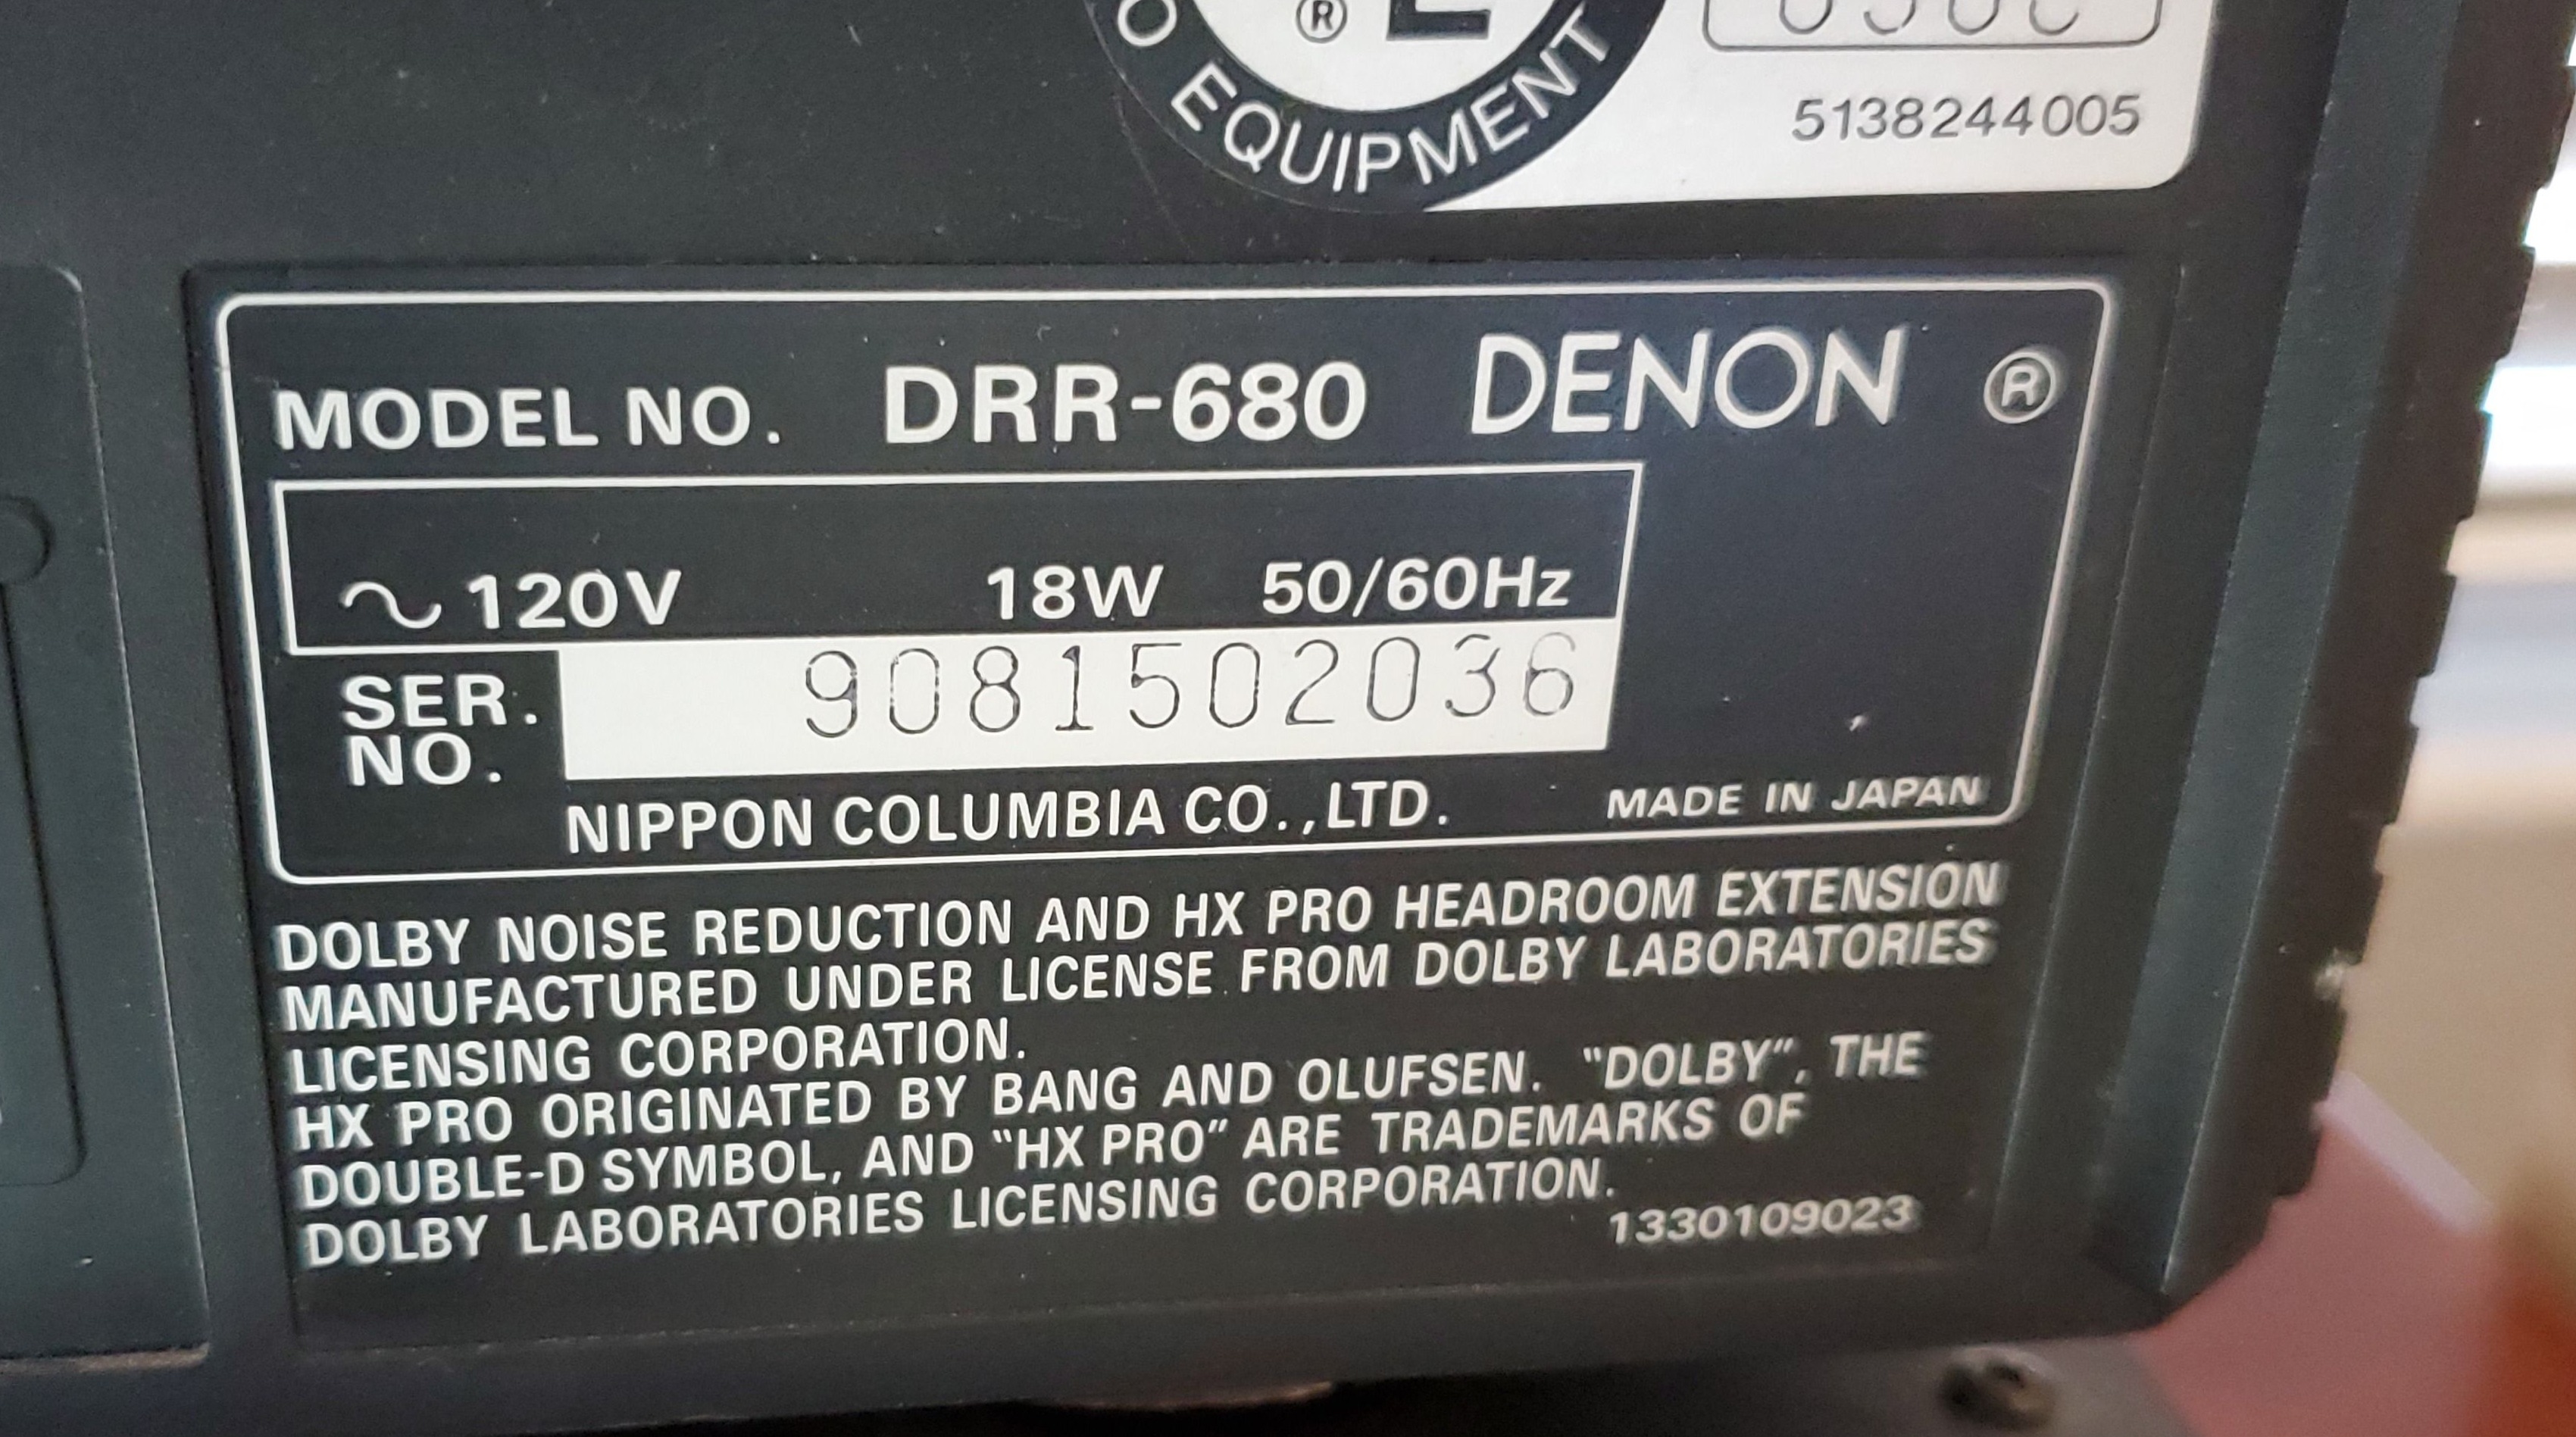 EQUIPMENT
®
5138244005
MODEL NO. DRR-680 DENON ®
~ 120V 18W 50/60Hz
SER. NO. 9081502036
NIPPON COLUMBIA CO.,LTD. MADE IN JAPAN
DOLBY NOISE REDUCTION AND HX PRO HEADROOM EXTENSION
MANUFACTURED UNDER LICENSE FROM DOLBY LABORATORIES
LICENSING CORPORATION.
HX PRO ORIGINATED BY BANG AND OLUFSEN. "DOLBY", THE
DOUBLE-D SYMBOL, AND "HX PRO" ARE TRADEMARKS OF
DOLBY LABORATORIES LICENSING CORPORATION.
1330109023